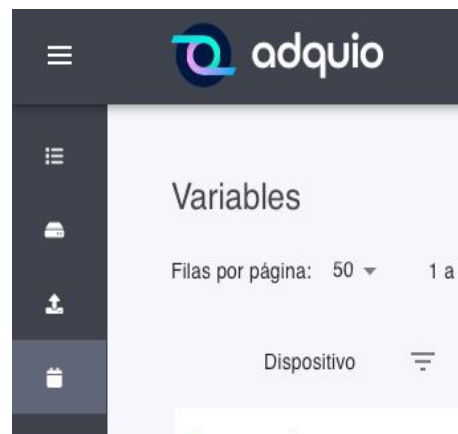 adquio
Variables
Filas por página: 50 1 a
Dispositivo